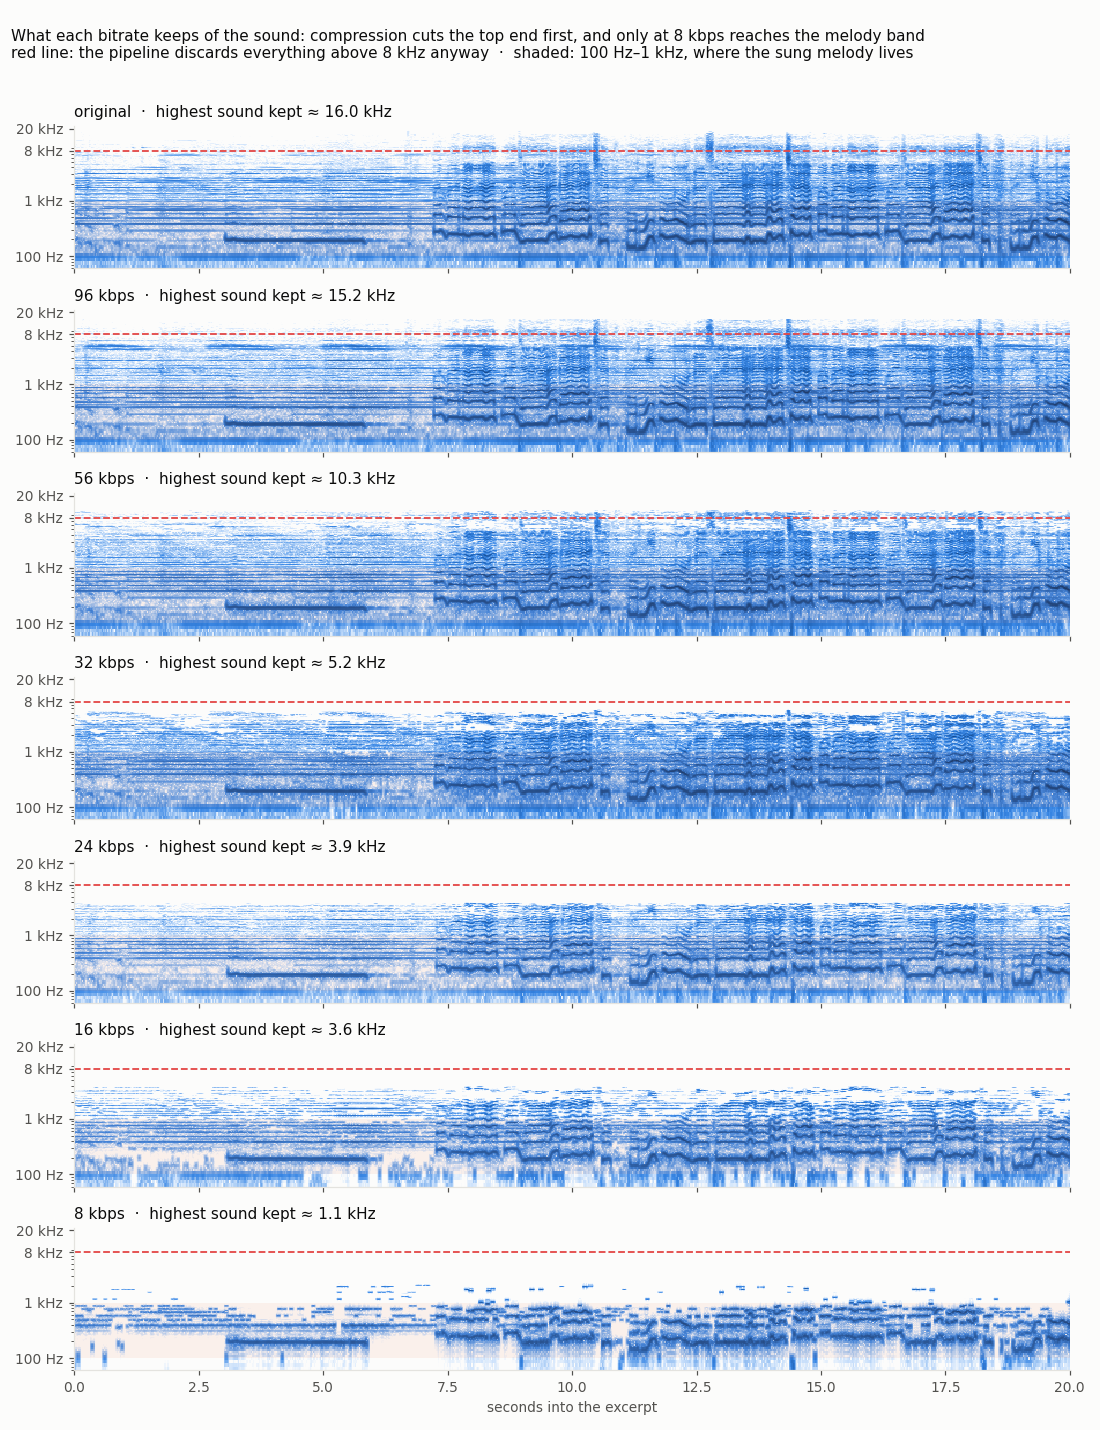 What each bitrate keeps of the sound: compression cuts the top end first, and only at 8 kbps reaches the melody band
red line: the pipeline discards everything above 8 kHz anyway · shaded: 100 Hz–1 kHz, where the sung melody lives
original · highest sound kept ≈ 16.0 kHz
20 kHz
8 kHz
1 kHz
100 Hz
96 kbps · highest sound kept ≈ 15.2 kHz
20 kHz
8 kHz
1 kHz
100 Hz
56 kbps · highest sound kept ≈ 10.3 kHz
20 kHz
8 kHz
1 kHz
100 Hz
32 kbps · highest sound kept ≈ 5.2 kHz
20 kHz
8 kHz
1 kHz
100 Hz
24 kbps · highest sound kept ≈ 3.9 kHz
20 kHz
8 kHz
1 kHz
100 Hz
16 kbps · highest sound kept ≈ 3.6 kHz
20 kHz
8 kHz
1 kHz
100 Hz
8 kbps · highest sound kept ≈ 1.1 kHz
20 kHz
8 kHz
1 kHz
100 Hz
0.0 2.5 5.0 7.5 10.0 12.5 15.0 17.5 20.0
seconds into the excerpt